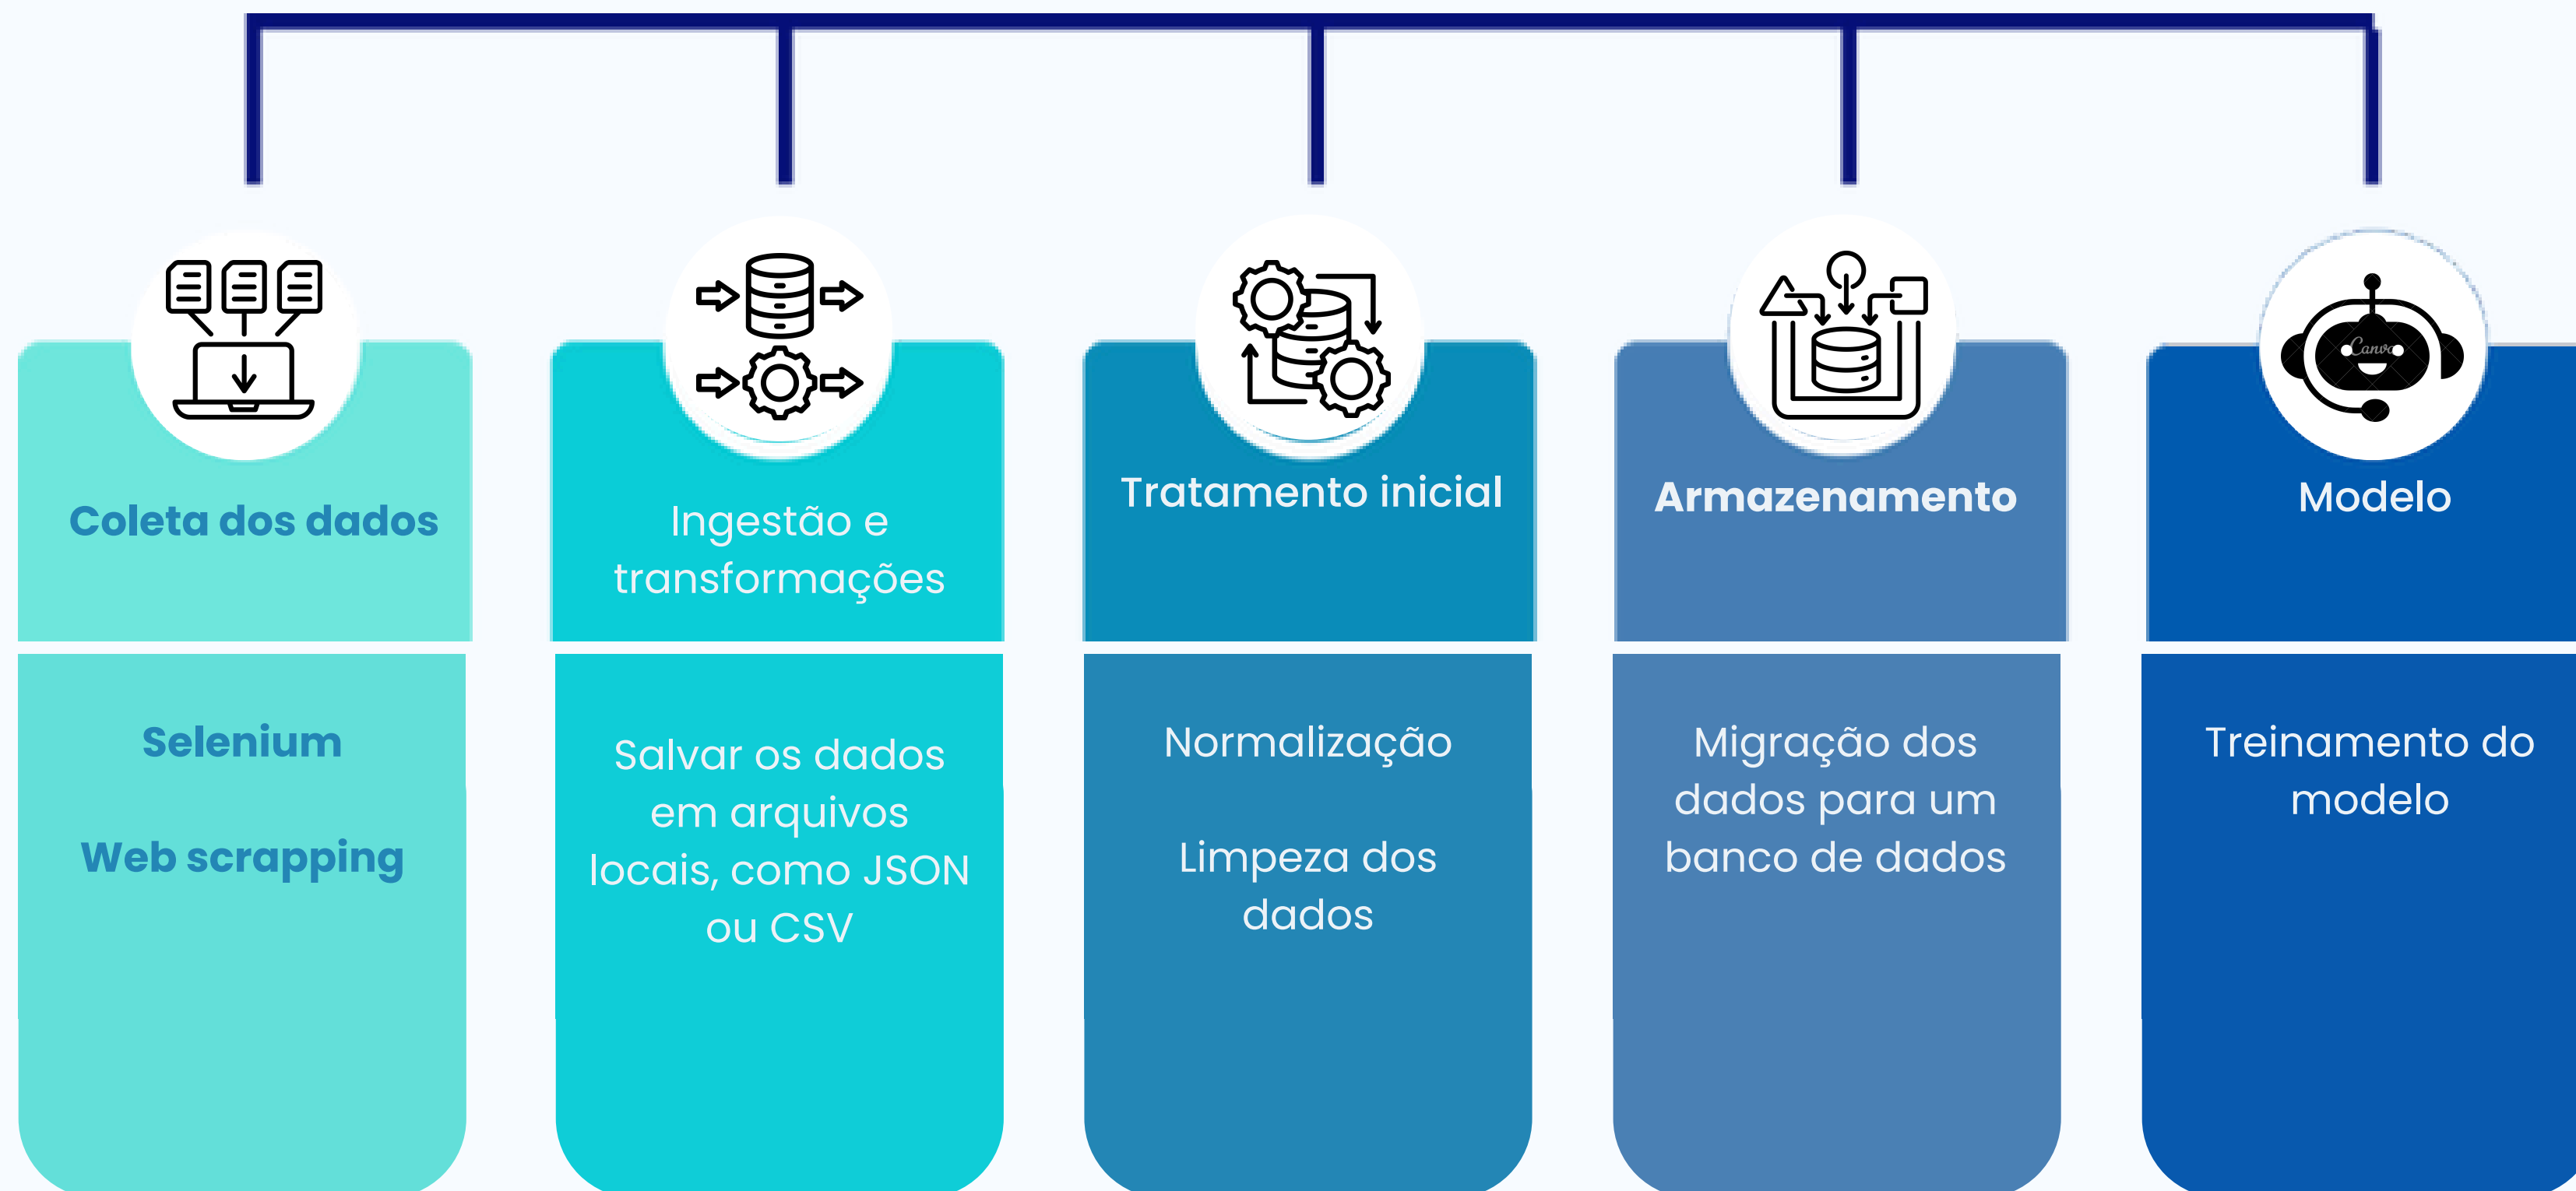 Coleta dos dados
Selenium
Web scrapping
Ingestão e
transformações
Salvar os dados
em arquivos
locais, como JSON
ou CSV
Tratamento inicial
Normalização
Limpeza dos
dados
Armazenamento
Migração dos
dados para um
banco de dados
Canva
Modelo
Treinamento do
modelo